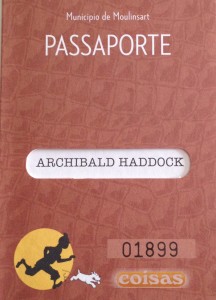 Município de Moulinsart
PASSAPORTE
ARCHIBALD HADDOCK
01899
coisas